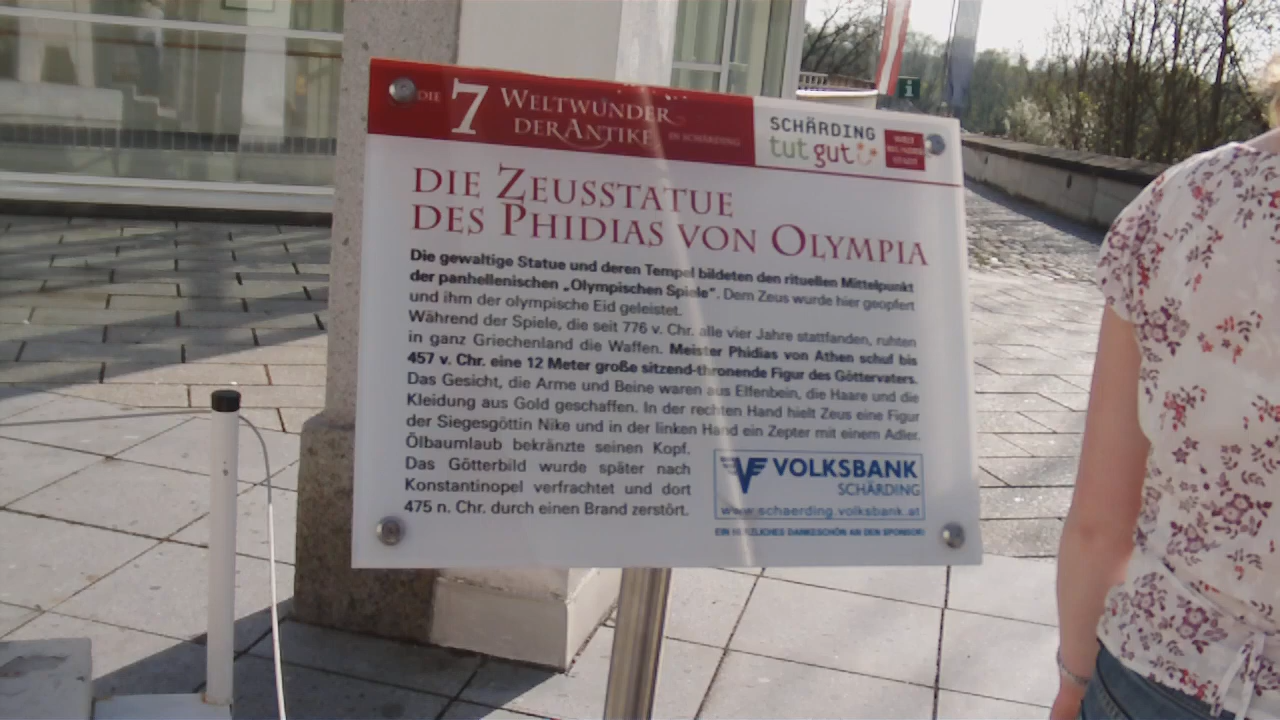 DIE 7 WELTWUNDER
DER ANTIKE IN SCHÄRDING
SCHÄRDING
tut gut
DIE ZEUSSTATUE
DES PHIDIAS VON OLYMPIA
Die gewaltige Statue und deren Tempel bildeten den rituellen Mittelpunkt
der panhellenischen „Olympischen Spiele". Dem Zeus wurde hier geopfert
und ihm der olympische Eid geleistet.
Während der Spiele, die seit 776 v. Chr. alle vier Jahre stattfanden, ruhten
in ganz Griechenland die Waffen. Meister Phidias von Athen schuf bis
457 v. Chr. eine 12 Meter große sitzend-thronende Figur des Göttervaters.
Das Gesicht, die Arme und Beine waren aus Elfenbein, die Haare und die
Kleidung aus Gold geschaffen. In der rechten Hand hielt Zeus eine Figur
der Siegesgöttin Nike und in der linken Hand ein Zepter mit einem Adler.
Ölbaumlaub bekränzte seinen Kopf.
Das Götterbild wurde später nach
Konstantinopel verfrachtet und dort
475 n. Chr. durch einen Brand zerstört.
VOLKSBANK
SCHÄRDING
www.schaerding.volksbank.at
EIN HERZLICHES DANKESCHÖN AN DEN SPONSOR!
i